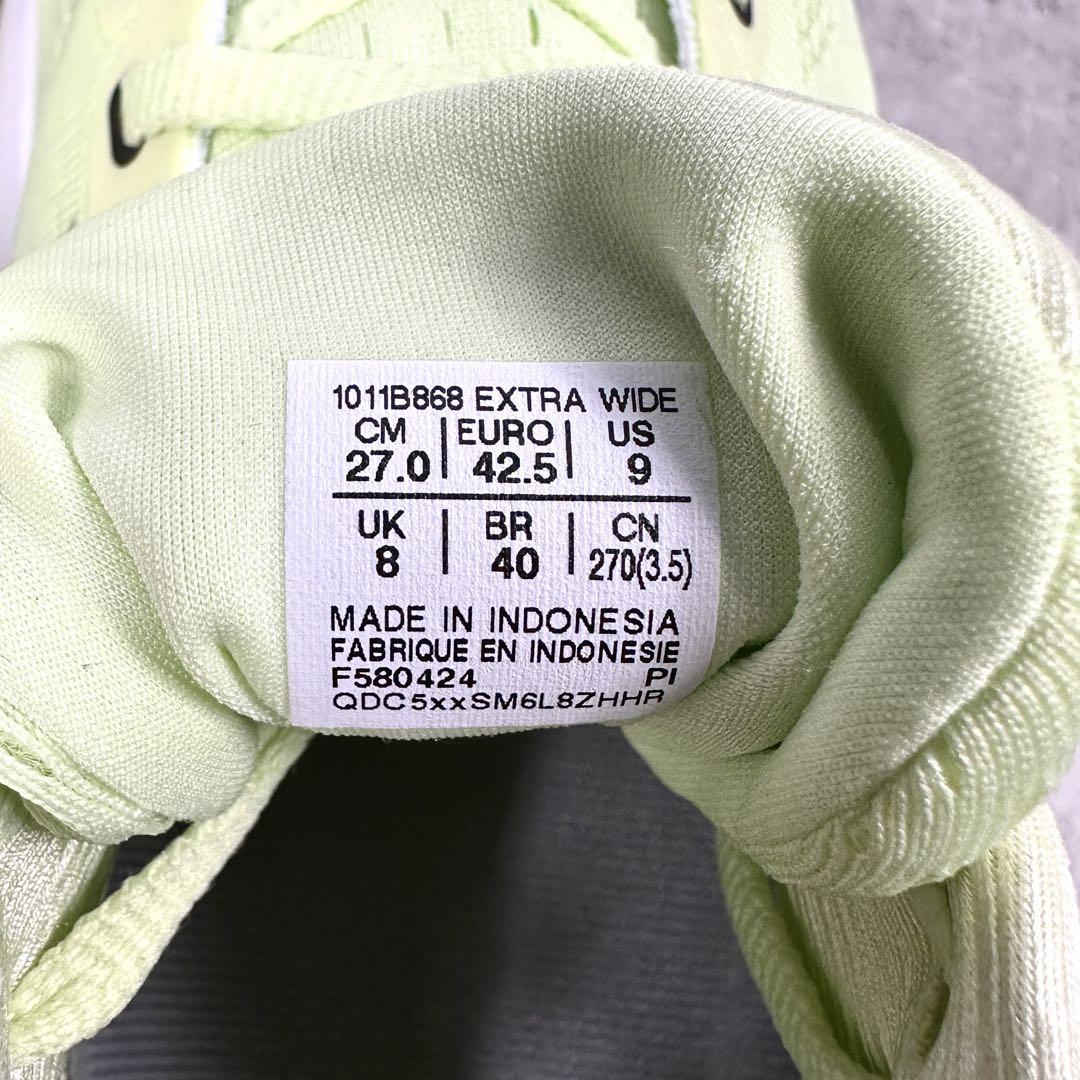 1011B868 EXTRA WIDE
CM | EURO | US
27.0 | 42.5 | 9
UK | BR | CN
8 | 40 | 270(3.5)
MADE IN INDONESIA
FABRIQUE EN INDONESIE
F580424 PI
QDC5xxSM6L8ZHHR